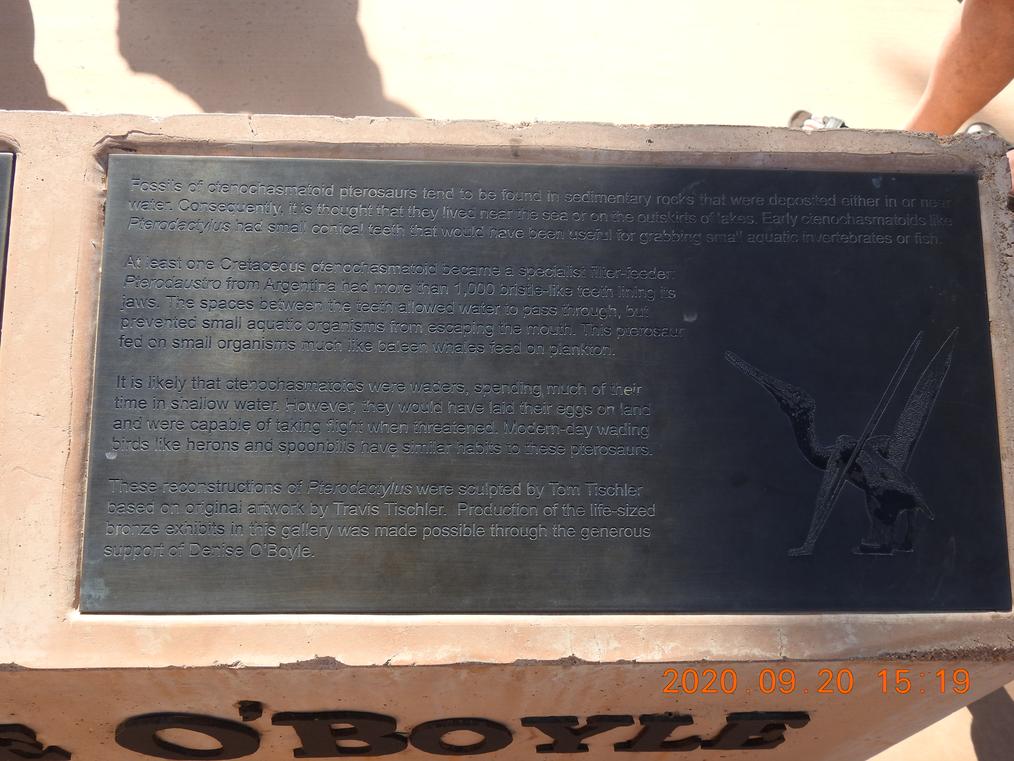 Fossils of ctenochasmatoid pterosaurs tend to be found in sedimentary rocks that were deposited either in or near
water. Consequently, it is thought that they lived near the sea or on the outskirts of lakes. Early ctenochasmatoids like
Pterodactylus had small conical teeth that would have been useful for grabbing small aquatic invertebrates or fish.
At least one Cretaceous ctenochasmatoid became a specialist filter-feeder:
Pterodaustro from Argentina had more than 1,000 bristle-like teeth lining its
jaws. The spaces between the teeth allowed water to pass through, but
prevented small aquatic organisms from escaping the mouth. This pterosaur
fed on small organisms much like baleen whales feed on plankton.
It is likely that ctenochasmatoids were waders, spending much of their
time in shallow water. However, they would have laid their eggs on land
and were capable of taking flight when threatened. Modern-day wading
birds like herons and spoonbills have similar habits to these pterosaurs.
These reconstructions of Pterodactylus were sculpted by Tom Tischler
based on original artwork by Travis Tischler. Production of the life-sized
bronze exhibits in this gallery was made possible through the generous
support of Denise O'Boyle.
2020.09.20 15:19
O'BOYLE